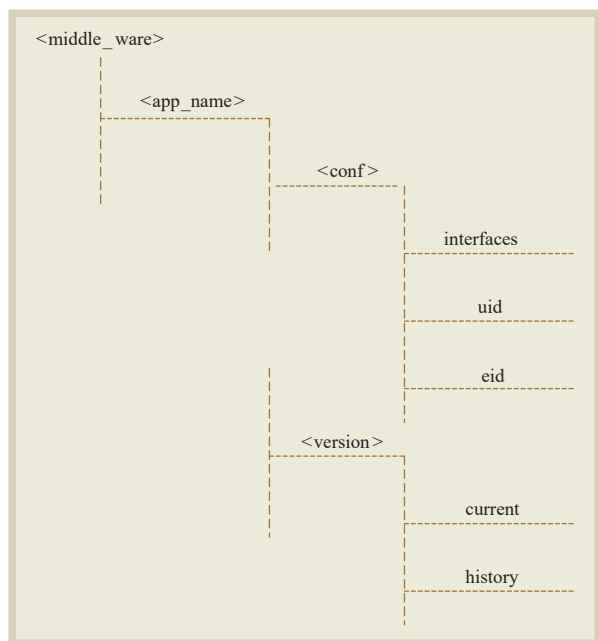 <middle_ware>
<app_name>
<conf>
interfaces
uid
eid
<version>
current
history